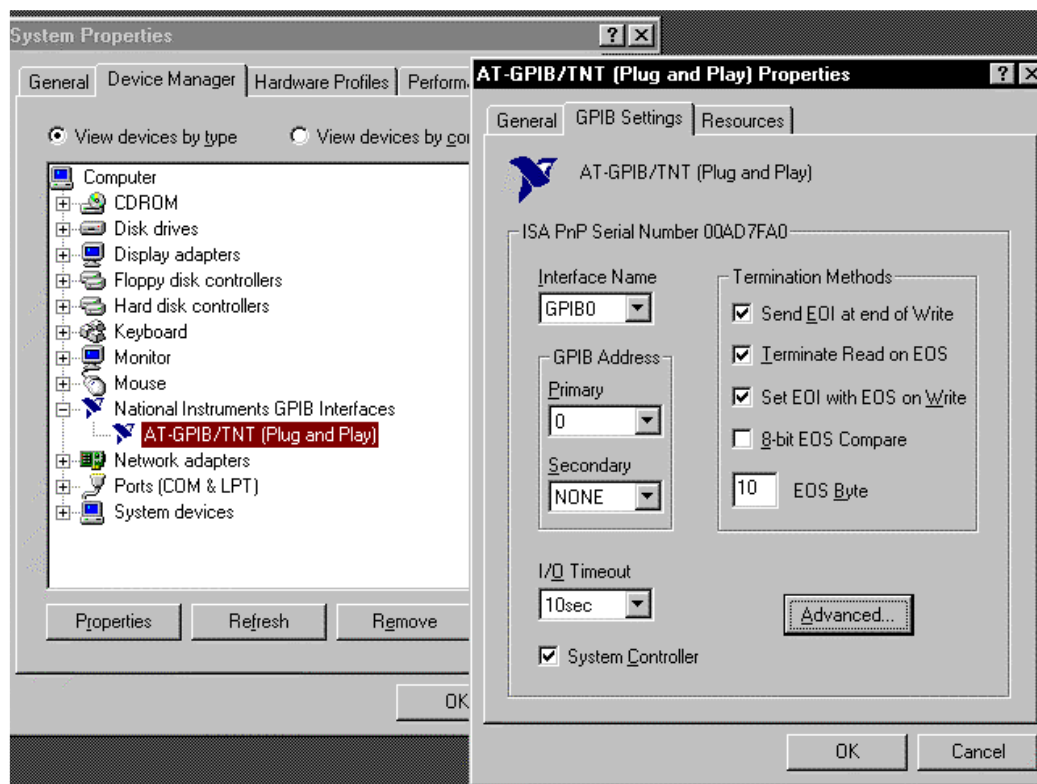 System Properties
General
Device Manager
Hardware Profiles
Perform
View devices by type
View devices by co
Computer
CDROM
Disk drives
Display adapters
Floppy disk controllers
Hard disk controllers
Keyboard
Monitor
Mouse
National Instruments GPIB Interfaces
AT-GPIB/TNT (Plug and Play)
Network adapters
Ports (COM & LPT)
System devices
Properties
Refresh
Remove
OK
AT-GPIB/TNT (Plug and Play) Properties
General
GPIB Settings
Resources
AT-GPIB/TNT (Plug and Play)
ISA PnP Serial Number 00AD7FA0
Interface Name
GPIB0
GPIB Address
Primary
0
Secondary
NONE
I/O Timeout
10sec
System Controller
Termination Methods
Send EOI at end of Write
Terminate Read on EOS
Set EOI with EOS on Write
8-bit EOS Compare
10 EOS Byte
Advanced...
OK
Cancel